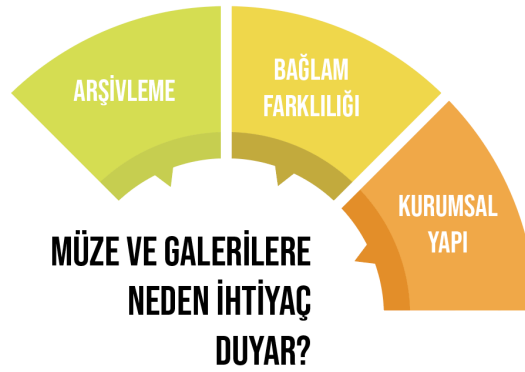 ARŞİVLEME
BAĞLAM
FARKLILIĞI
KURUMSAL
YAPI
MÜZE VE GALERİLERE
NEDEN İHTİYAÇ
DUYAR?